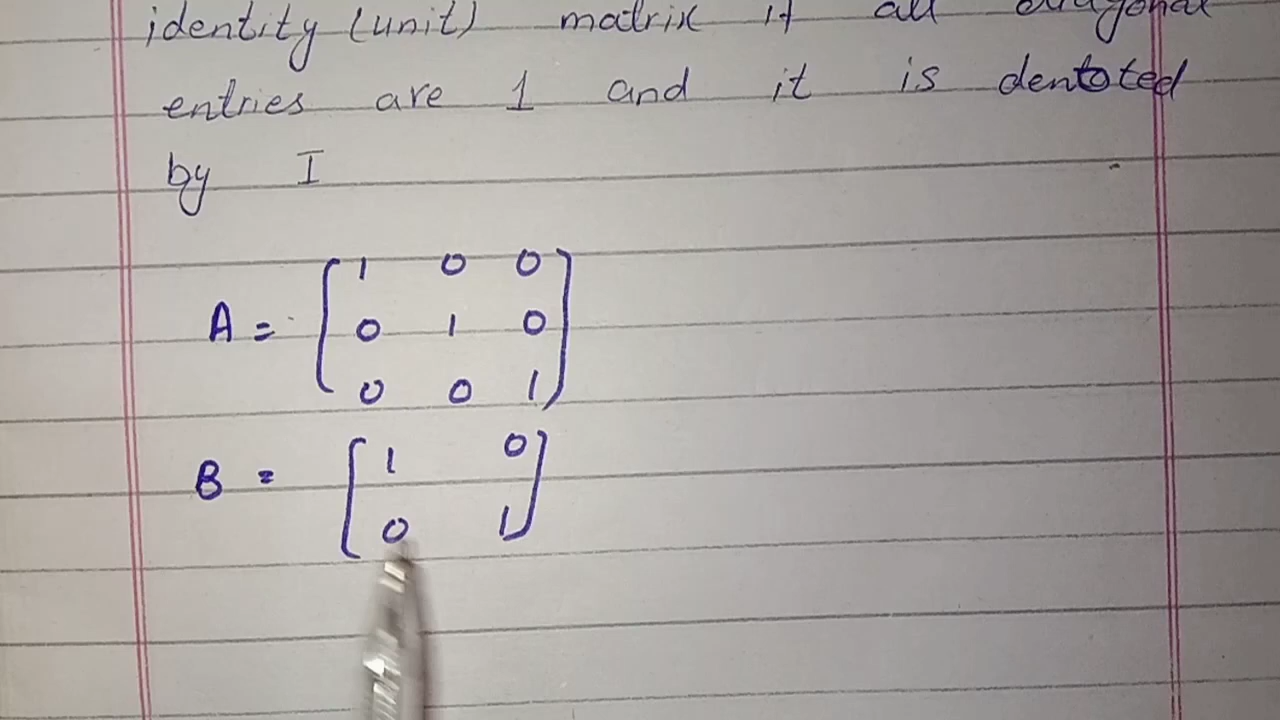 identity (unit) matrix if all diagonal
entries are 1 and it is dentoted
by I
A = [ 1 0 0
0 1 0
0 0 1 ]
B = [ 1 0
0 1 ]